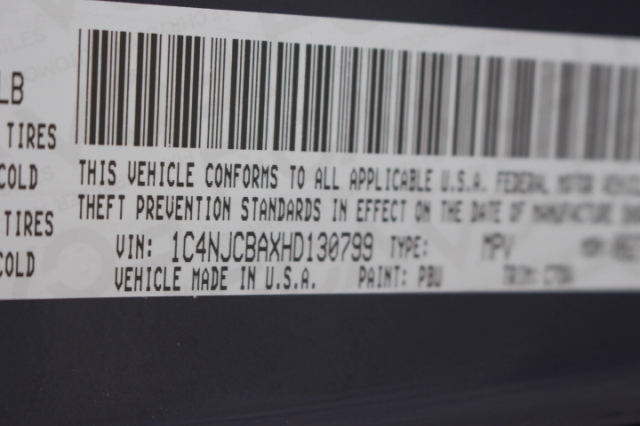 LB
TIRES
COLD
TIRES
COLD
THIS VEHICLE CONFORMS TO ALL APPLICABLE U.S.A. FEDERAL MOTOR
THEFT PREVENTION STANDARDS IN EFFECT ON THE DATE OF MANUFACTURE
VIN: 1C4NJCBAXHD130799 TYPE: MPV
VEHICLE MADE IN U.S.A. PAINT: PBU TRIM: